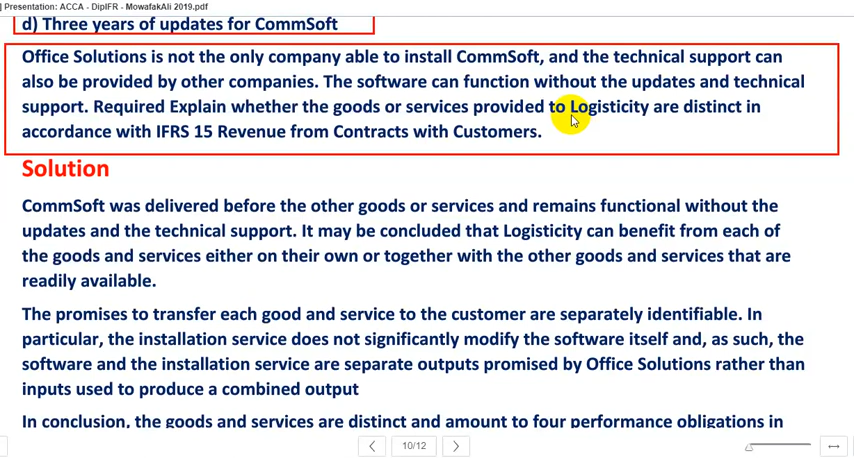 Presentation: ACCA - DipIFR - MowafakAli 2019.pdf
d) Three years of updates for CommSoft
Office Solutions is not the only company able to install CommSoft, and the technical support can
also be provided by other companies. The software can function without the updates and technical
support. Required Explain whether the goods or services provided to Logisticity are distinct in
accordance with IFRS 15 Revenue from Contracts with Customers.
Solution
CommSoft was delivered before the other goods or services and remains functional without the
updates and the technical support. It may be concluded that Logisticity can benefit from each of
the goods and services either on their own or together with the other goods and services that are
readily available.
The promises to transfer each good and service to the customer are separately identifiable. In
particular, the installation service does not significantly modify the software itself and, as such, the
software and the installation service are separate outputs promised by Office Solutions rather than
inputs used to produce a combined output
In conclusion, the goods and services are distinct and amount to four performance obligations in
10/12